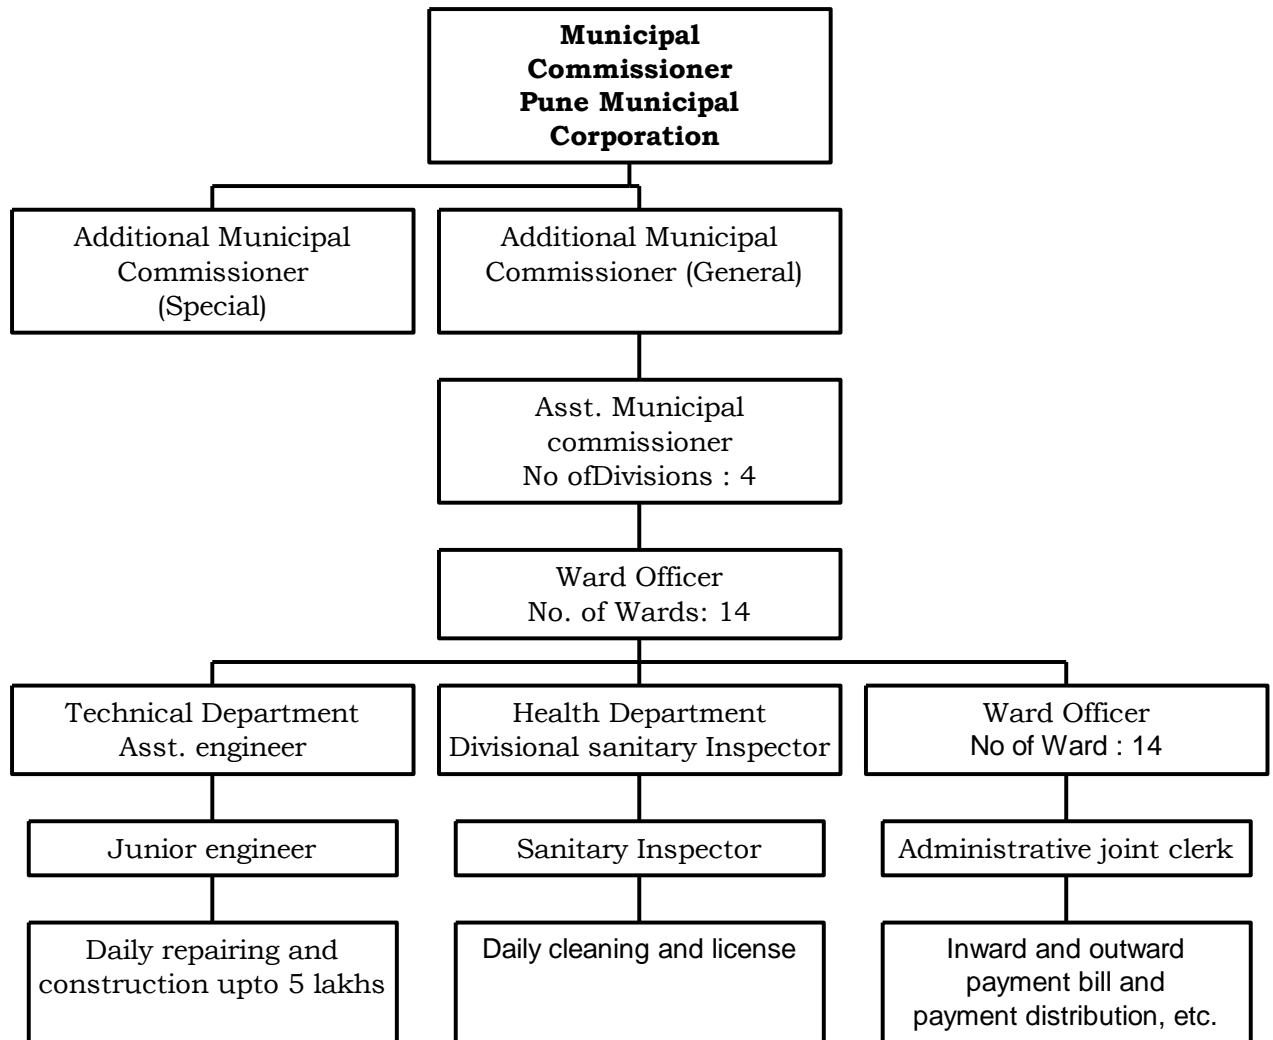 Municipal
Commissioner
Pune Municipal
Corporation
Additional Municipal
Commissioner
(Special)
Additional Municipal
Commissioner (General)
Asst. Municipal
commissioner
No ofDivisions : 4
Ward Officer
No. of Wards: 14
Technical Department
Asst. engineer
Health Department
Divisional sanitary Inspector
Ward Officer
No of Ward : 14
Junior engineer
Sanitary Inspector
Administrative joint clerk
Daily repairing and
construction upto 5 lakhs
Daily cleaning and license
Inward and outward
payment bill and
payment distribution, etc.